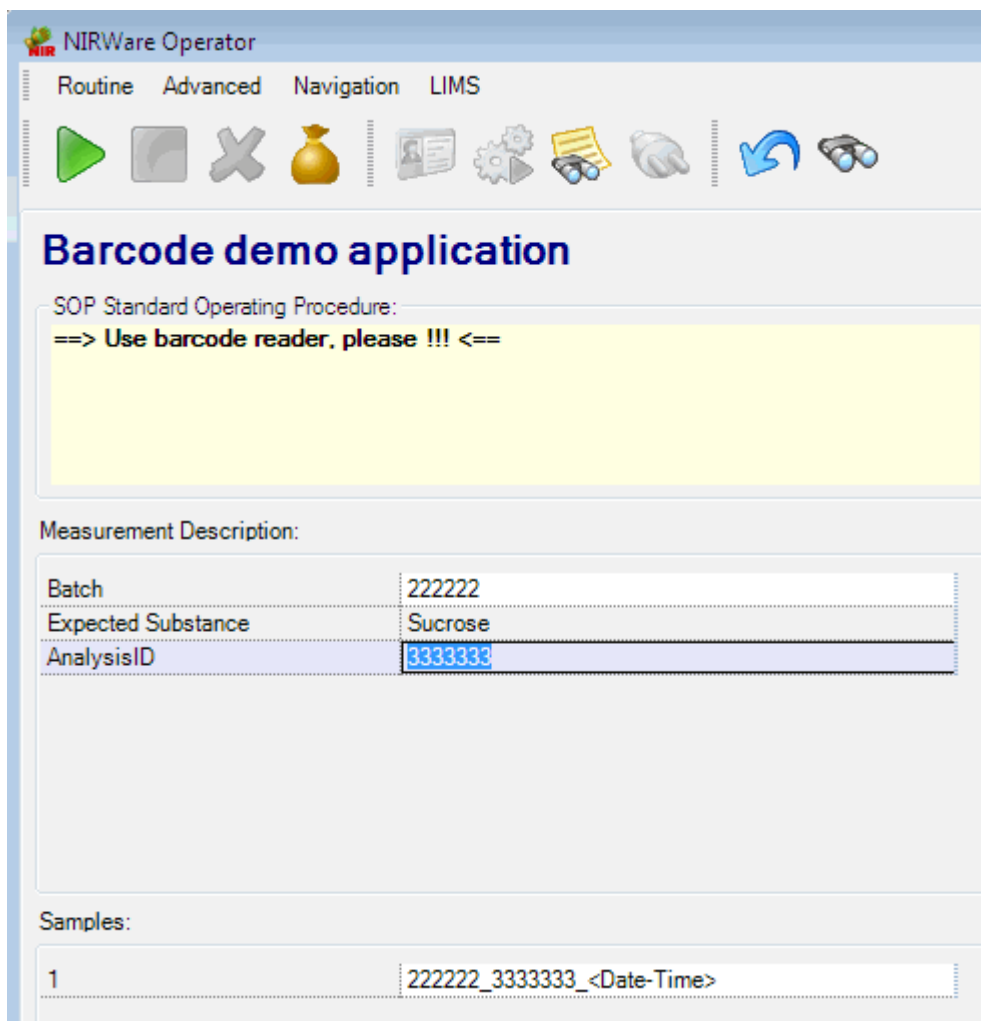 NIR NIRWare Operator
Routine Advanced Navigation LIMS
Barcode demo application
SOP Standard Operating Procedure:
==> Use barcode reader, please !!! <==
Measurement Description:
Batch 222222
Expected Substance Sucrose
AnalysisID 3333333
Samples:
1 222222_3333333_<Date-Time>